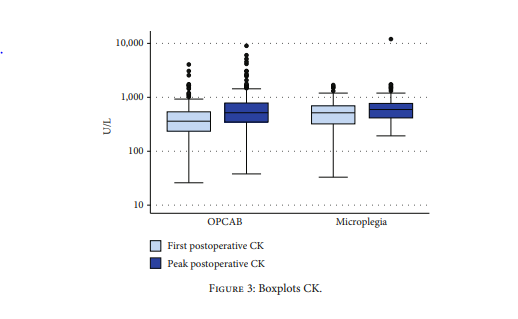 10,000
1,000
100
10
U/L
OPCAB
Microplegia
First postoperative CK
Peak postoperative CK
FIGURE 3: Boxplots CK.